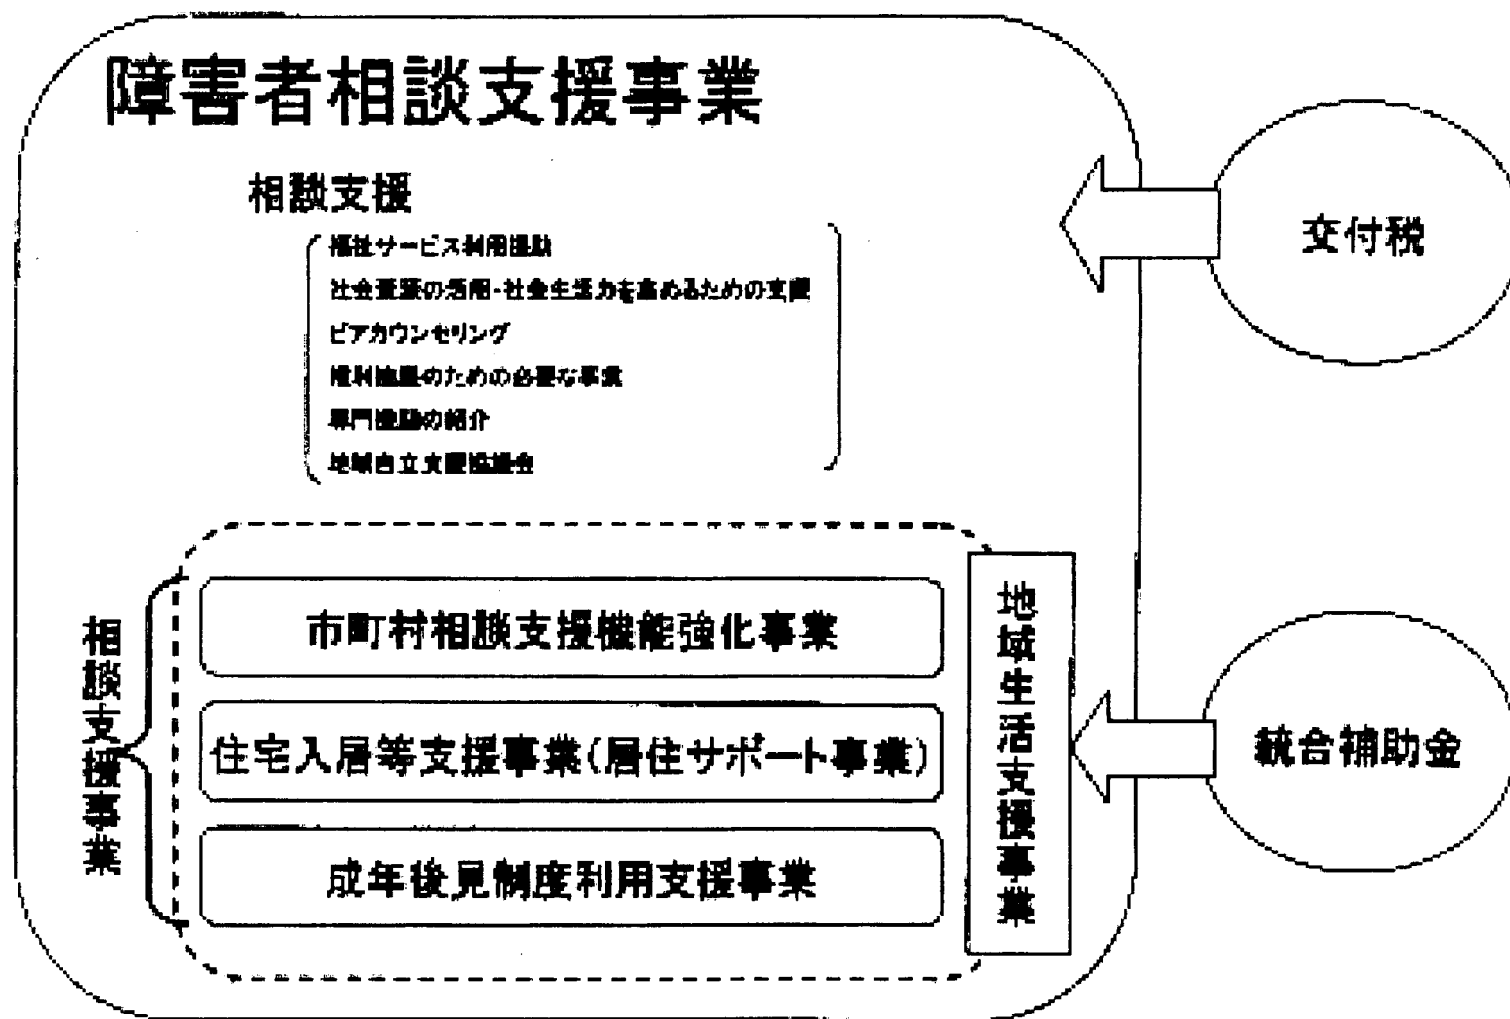 障害者相談支援事業
相談支援
福祉サービス利用援助
社会資源の活用・社会生活力を高めるための支援
ピアカウンセリング
権利擁護のための必要な事業
専門機関の紹介
地域自立支援協議会
交付税
相談支援事業
市町村相談支援機能強化事業
住宅入居等支援事業(居住サポート事業)
成年後見制度利用支援事業
地域生活支援事業
統合補助金